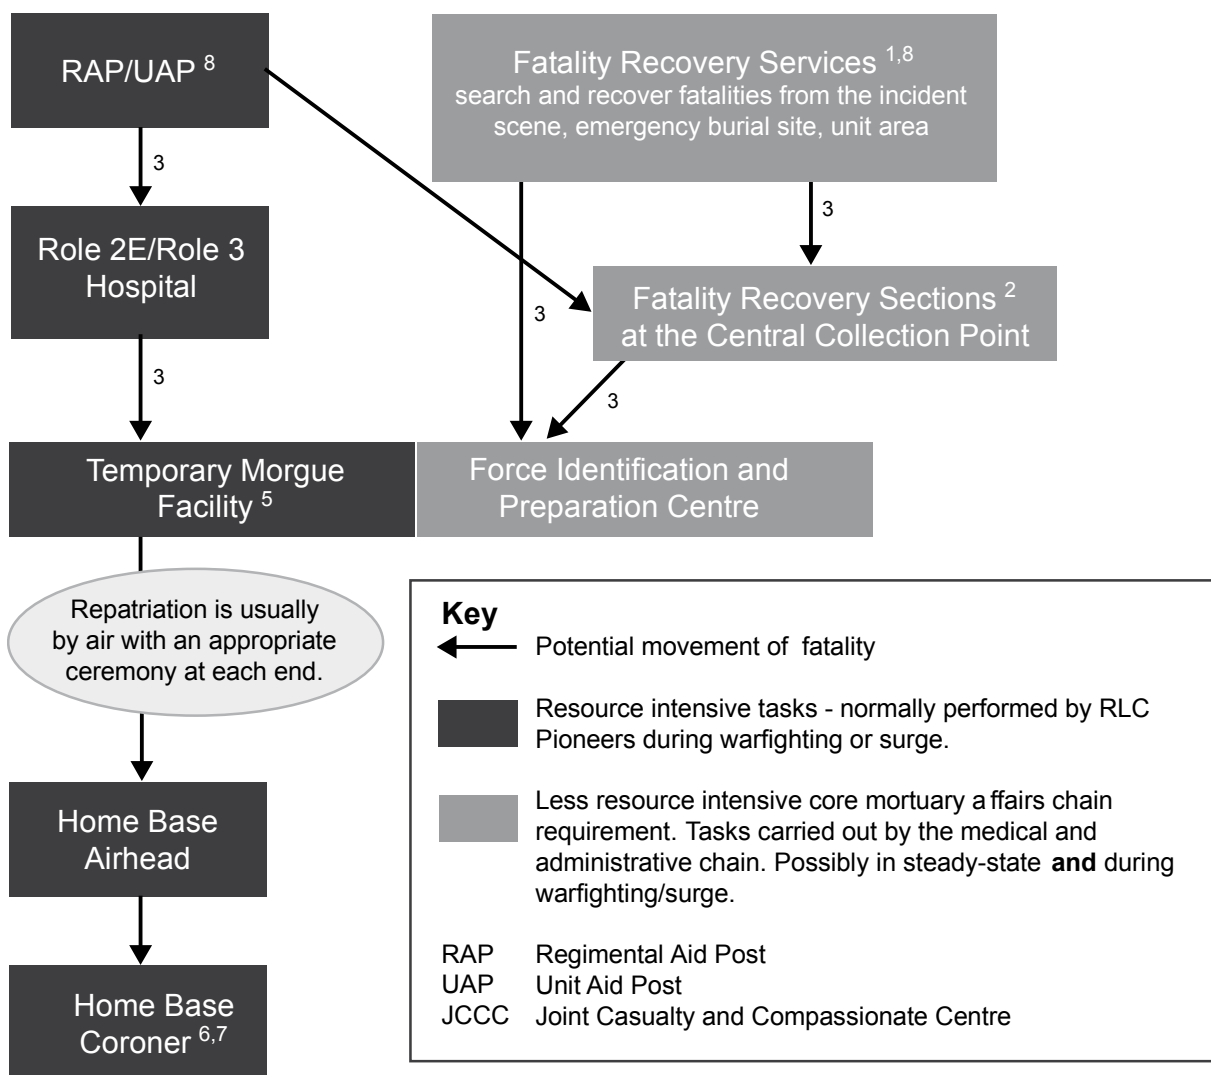 RAP/UAP 8
Fatality Recovery Services 1,8
search and recover fatalities from the incident
scene, emergency burial site, unit area
3
3
Role 2E/Role 3
Hospital
Fatality Recovery Sections 2
at the Central Collection Point
3
3
3
Temporary Morgue
Facility 5
Force Identification and
Preparation Centre
Repatriation is usually
by air with an appropriate
ceremony at each end.
Home Base
Airhead
Home Base
Coroner 6,7
Key
Potential movement of fatality
Resource intensive tasks - normally performed by RLC
Pioneers during warfighting or surge.
Less resource intensive core mortuary affairs chain
requirement. Tasks carried out by the medical and
administrative chain. Possibly in steady-state and during
warfighting/surge.
RAP Regimental Aid Post
UAP Unit Aid Post
JCCC Joint Casualty and Compassionate Centre